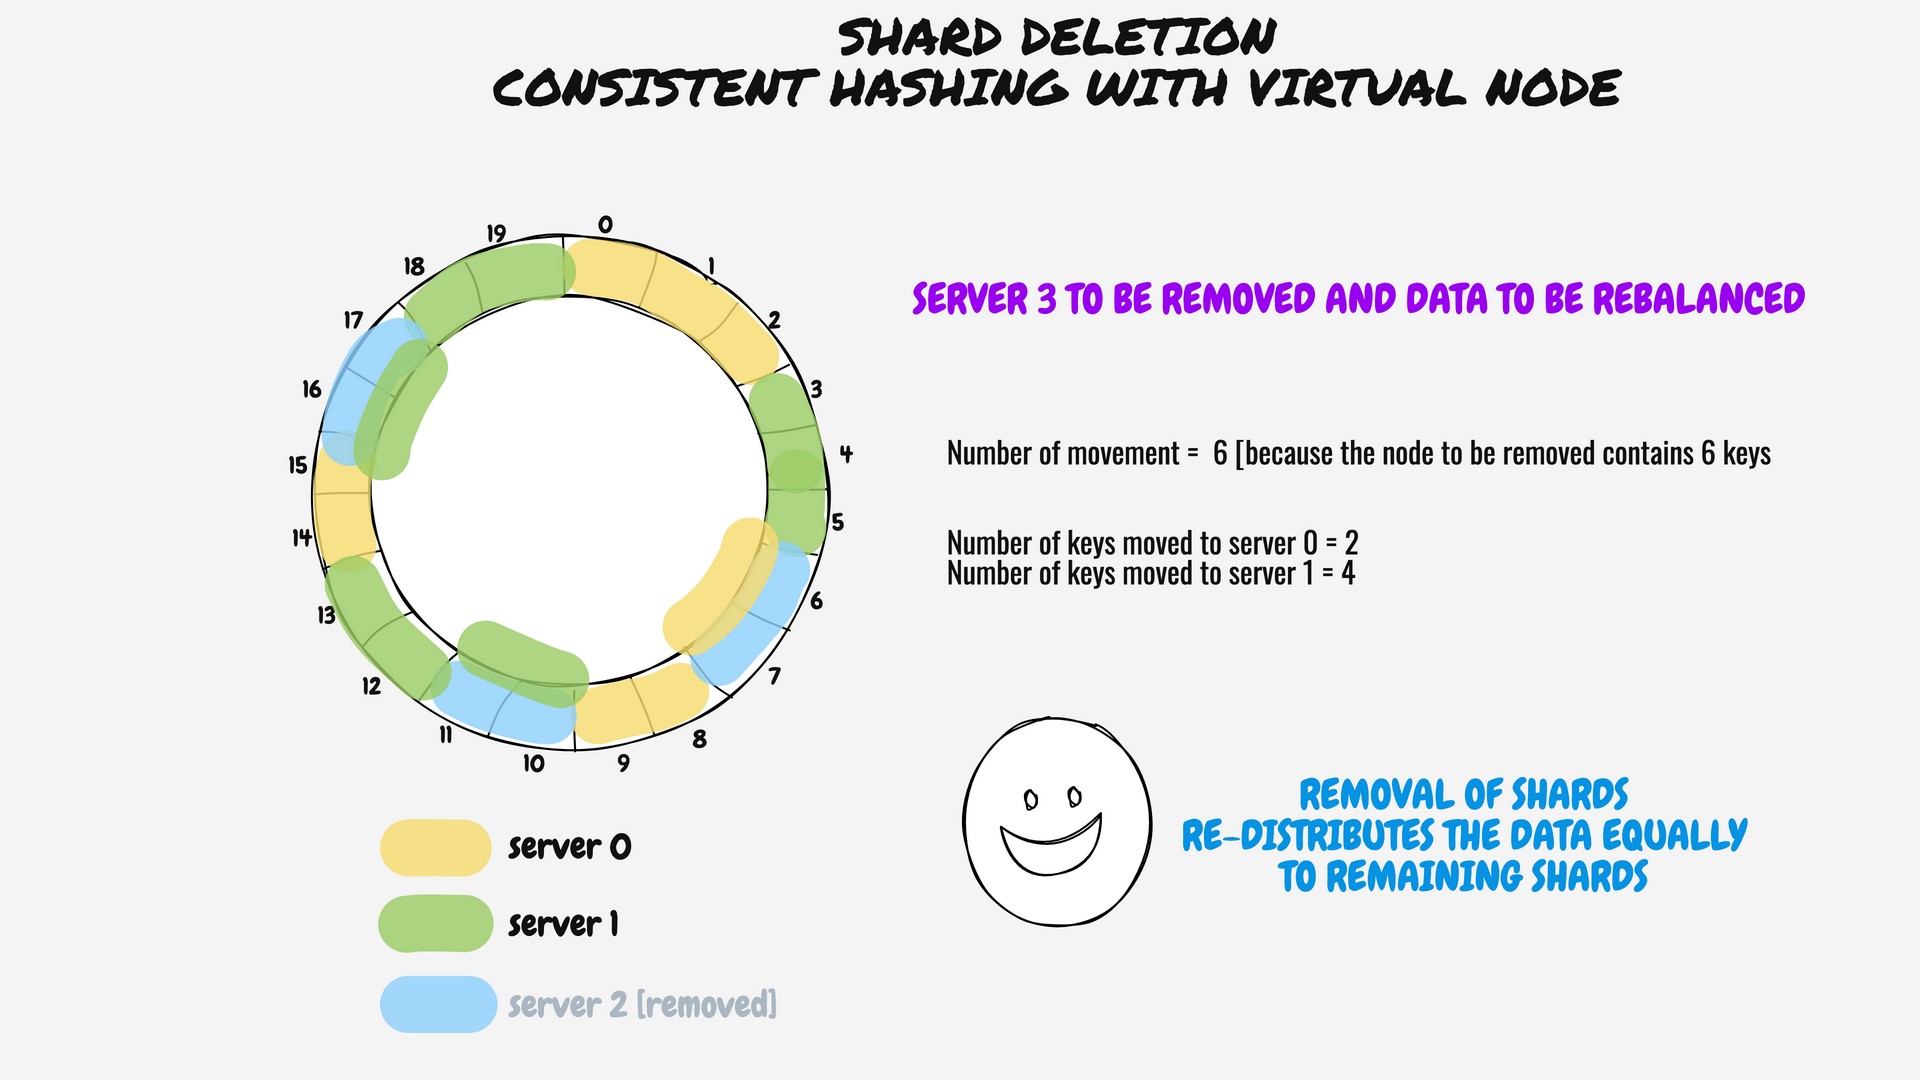 SHARD DELETION
CONSISTENT HASHING WITH VIRTUAL NODE
0
1
2
3
4
5
6
7
8
9
10
11
12
13
14
15
16
17
18
19
SERVER 3 TO BE REMOVED AND DATA TO BE REBALANCED
Number of movement = 6 [because the node to be removed contains 6 keys
Number of keys moved to server 0 = 2
Number of keys moved to server 1 = 4
server 0
server 1
server 2 [removed]
REMOVAL OF SHARDS
RE-DISTRIBUTES THE DATA EQUALLY
TO REMAINING SHARDS